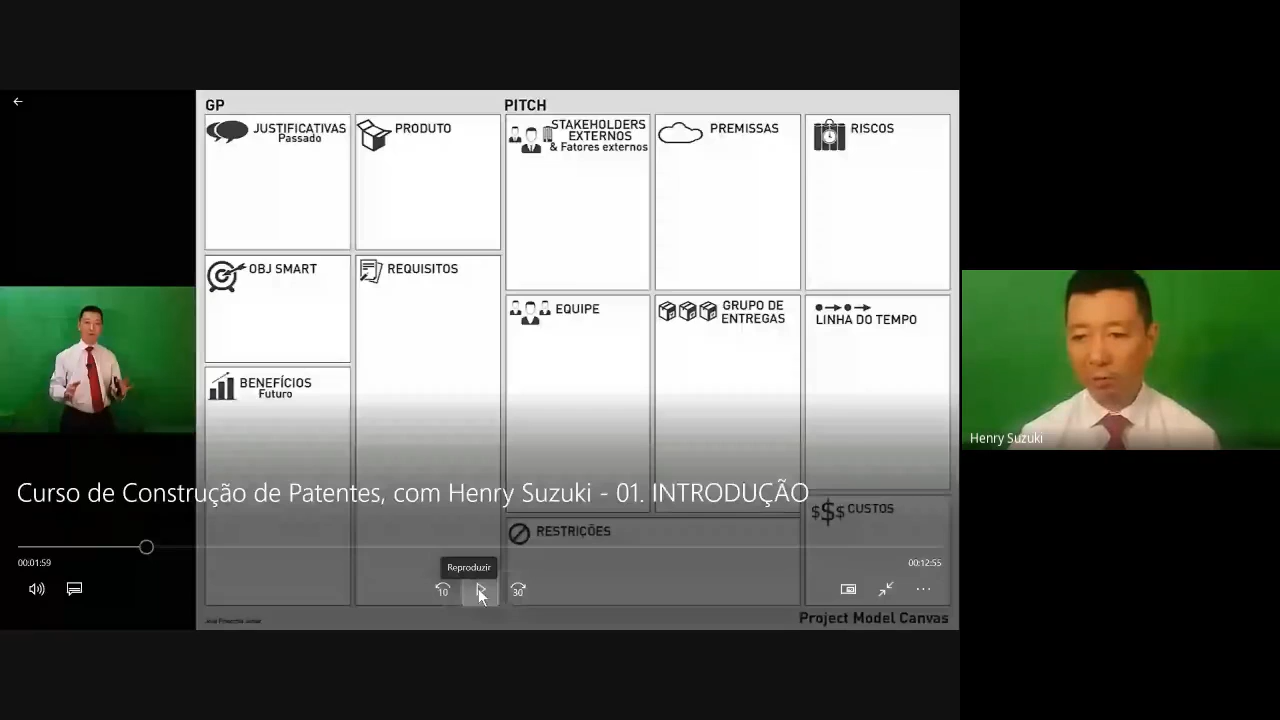 GP
PITCH
JUSTIFICATIVAS
Passado
PRODUTO
STAKEHOLDERS
EXTERNOS
& Fatores externos
PREMISSAS
RISCOS
OBJ SMART
REQUISITOS
EQUIPE
GRUPO DE
ENTREGAS
LINHA DO TEMPO
BENEFÍCIOS
Futuro
Henry Suzuki
Curso de Construção de Patentes, com Henry Suzuki - 01. INTRODUÇÃO
$$$ CUSTOS
RESTRIÇÕES
00:01:59
Reproduzir
00:12:55
10
30
Project Model Canvas